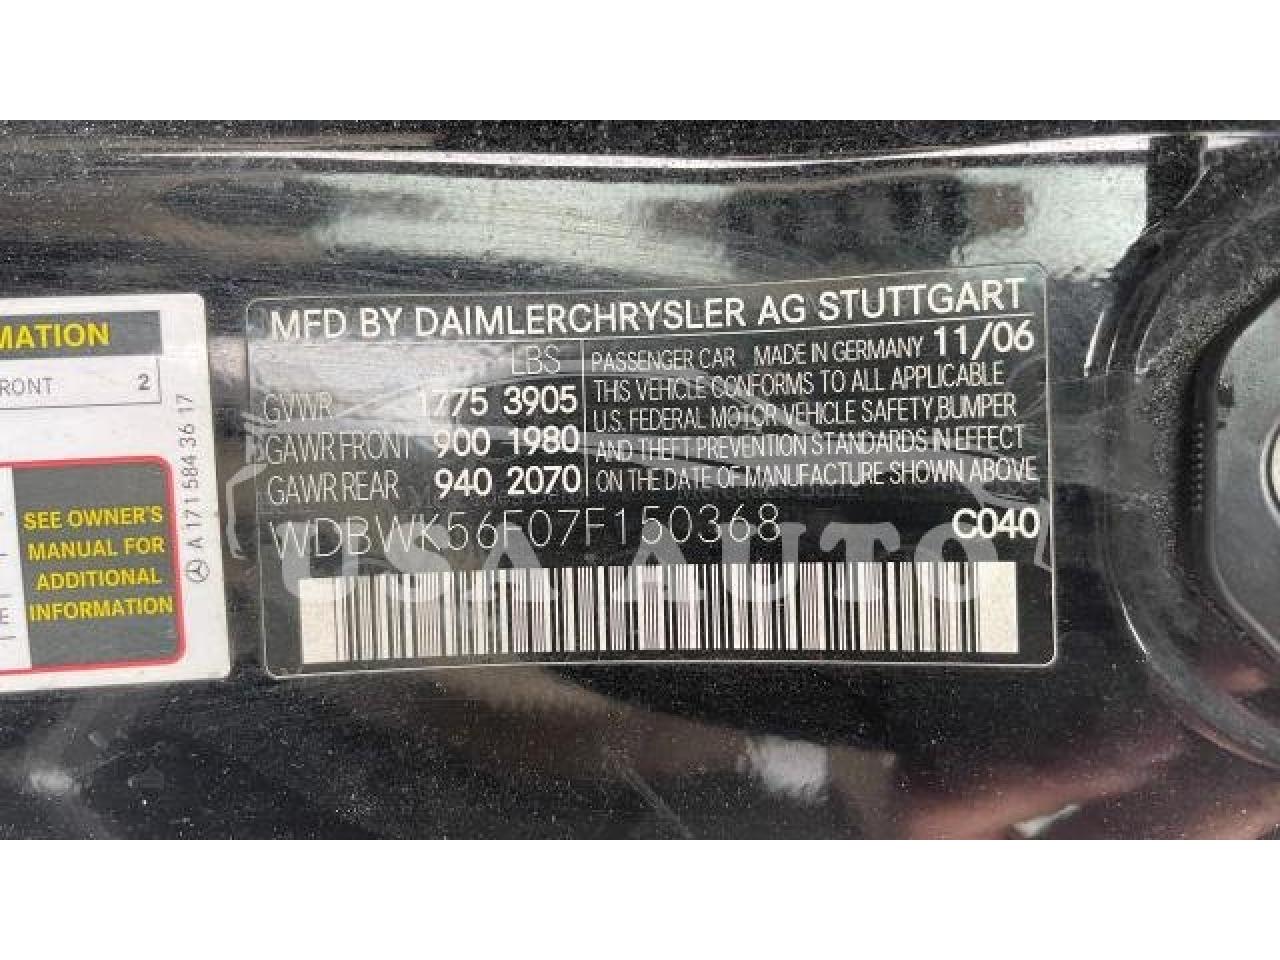 MATION
RONT 2
SEE OWNER'S
MANUAL FOR
ADDITIONAL
INFORMATION
E
A 171 584 36 17
MFD BY DAIMLERCHRYSLER AG STUTTGART
LBS
GVWR 1775 3905
GAWR FRONT 900 1980
GAWR REAR 940 2070
PASSENGER CAR MADE IN GERMANY 11/06
THIS VEHICLE CONFORMS TO ALL APPLICABLE
U.S. FEDERAL MOTOR VEHICLE SAFETY, BUMPER
AND THEFT PREVENTION STANDARDS IN EFFECT
ON THE DATE OF MANUFACTURE SHOWN ABOVE
WDBWK56F07F150368 C040
USA AUTO